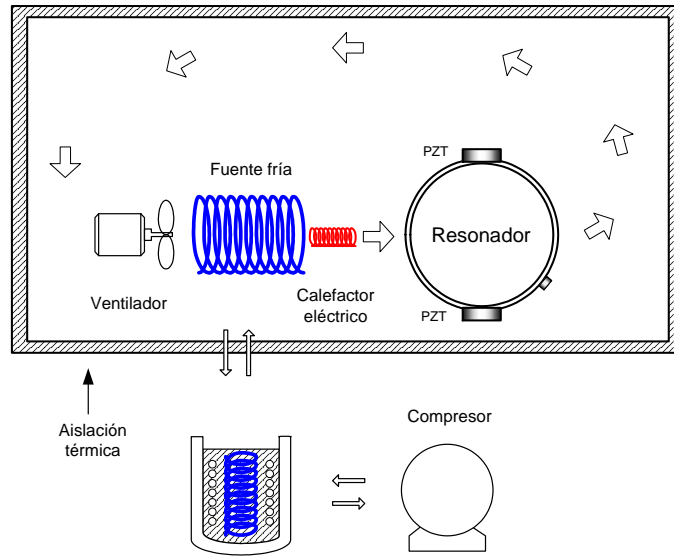 PZT
Fuente fría
Resonador
Ventilador
Calefactor
eléctrico
PZT
Aislación
térmica
Compresor